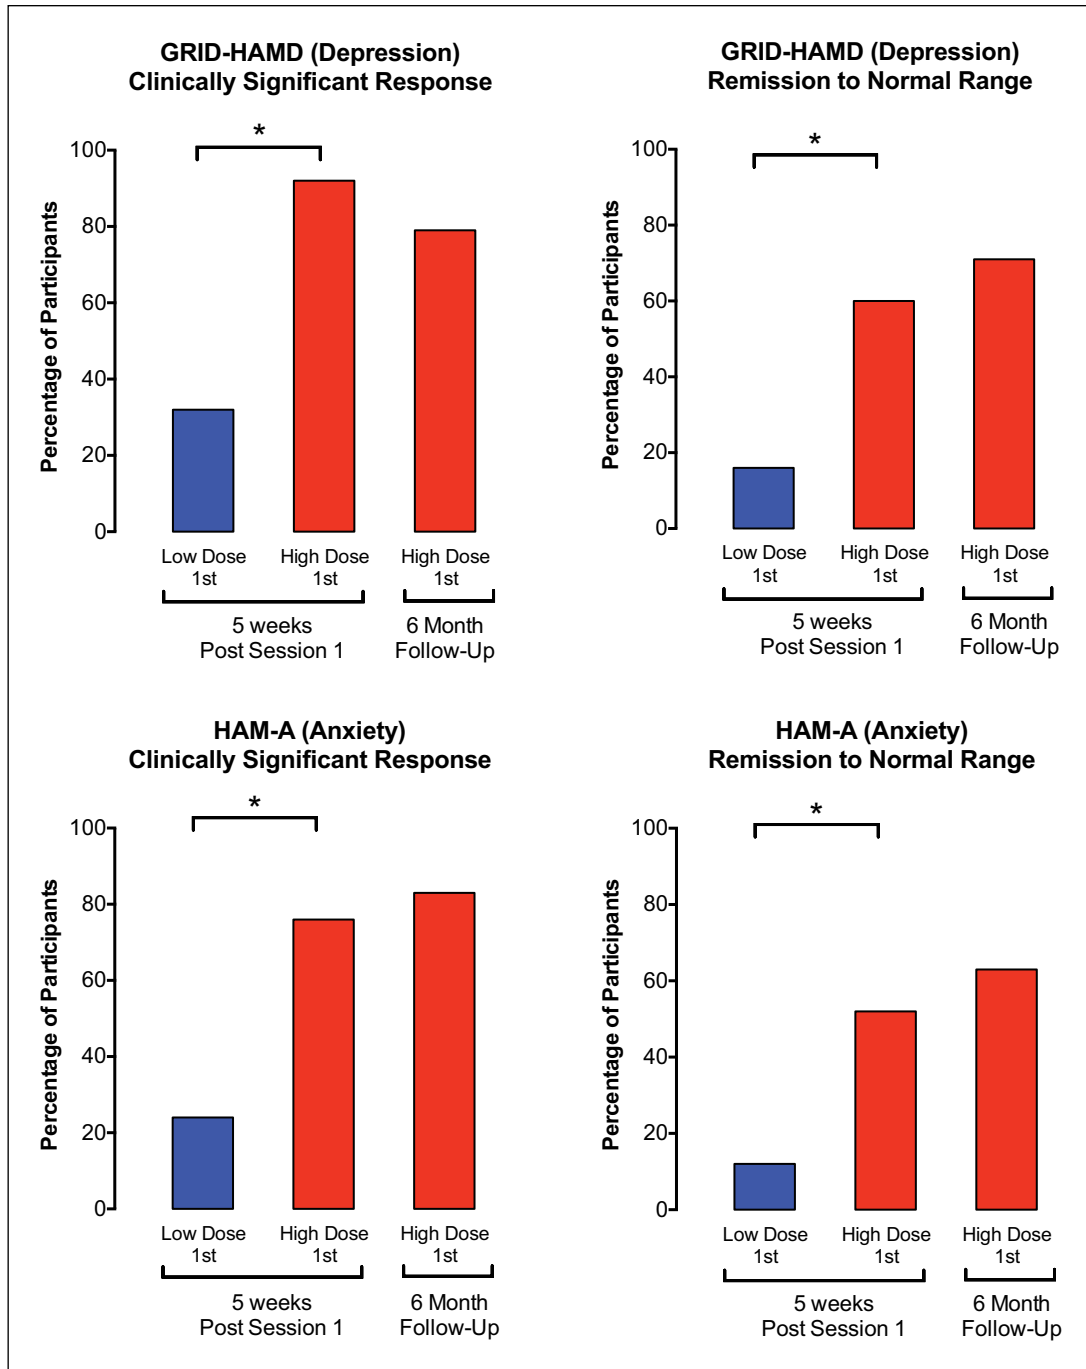 GRID-HAMD (Depression)
Clinically Significant Response
*
Percentage of Participants
100
80
60
40
20
0
Low Dose 1st
High Dose 1st
High Dose 1st
5 weeks
Post Session 1
6 Month
Follow-Up
GRID-HAMD (Depression)
Remission to Normal Range
*
Percentage of Participants
100
80
60
40
20
0
Low Dose 1st
High Dose 1st
High Dose 1st
5 weeks
Post Session 1
6 Month
Follow-Up
HAM-A (Anxiety)
Clinically Significant Response
*
Percentage of Participants
100
80
60
40
20
0
Low Dose 1st
High Dose 1st
High Dose 1st
5 weeks
Post Session 1
6 Month
Follow-Up
HAM-A (Anxiety)
Remission to Normal Range
*
Percentage of Participants
100
80
60
40
20
0
Low Dose 1st
High Dose 1st
High Dose 1st
5 weeks
Post Session 1
6 Month
Follow-Up